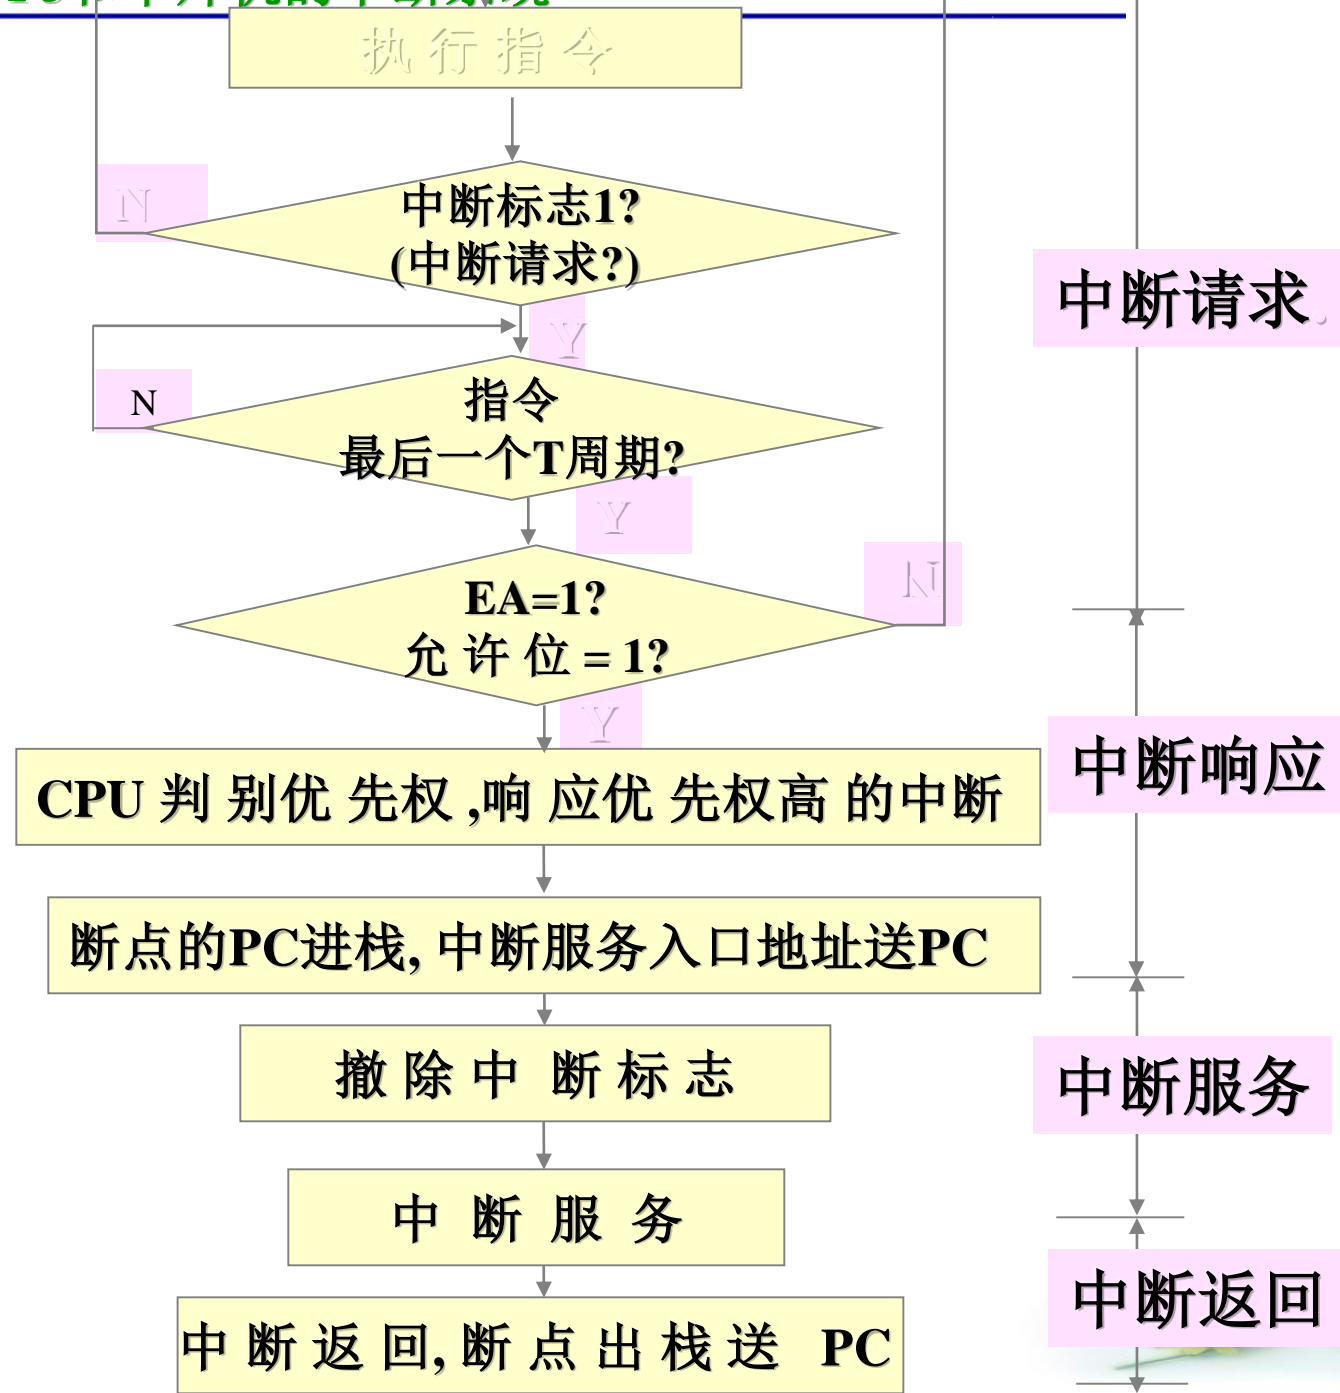 执行指令
N
中断标志1?
(中断请求?)
Y
N
指令
最后一个T周期?
Y
EA=1?
允许位=1?
N
Y
CPU判别优先权,响应优先权高的中断
断点的PC进栈,中断服务入口地址送PC
撤除中断标志
中断服务
中断返回,断点出栈送 PC
中断请求.
中断响应
中断服务
中断返回